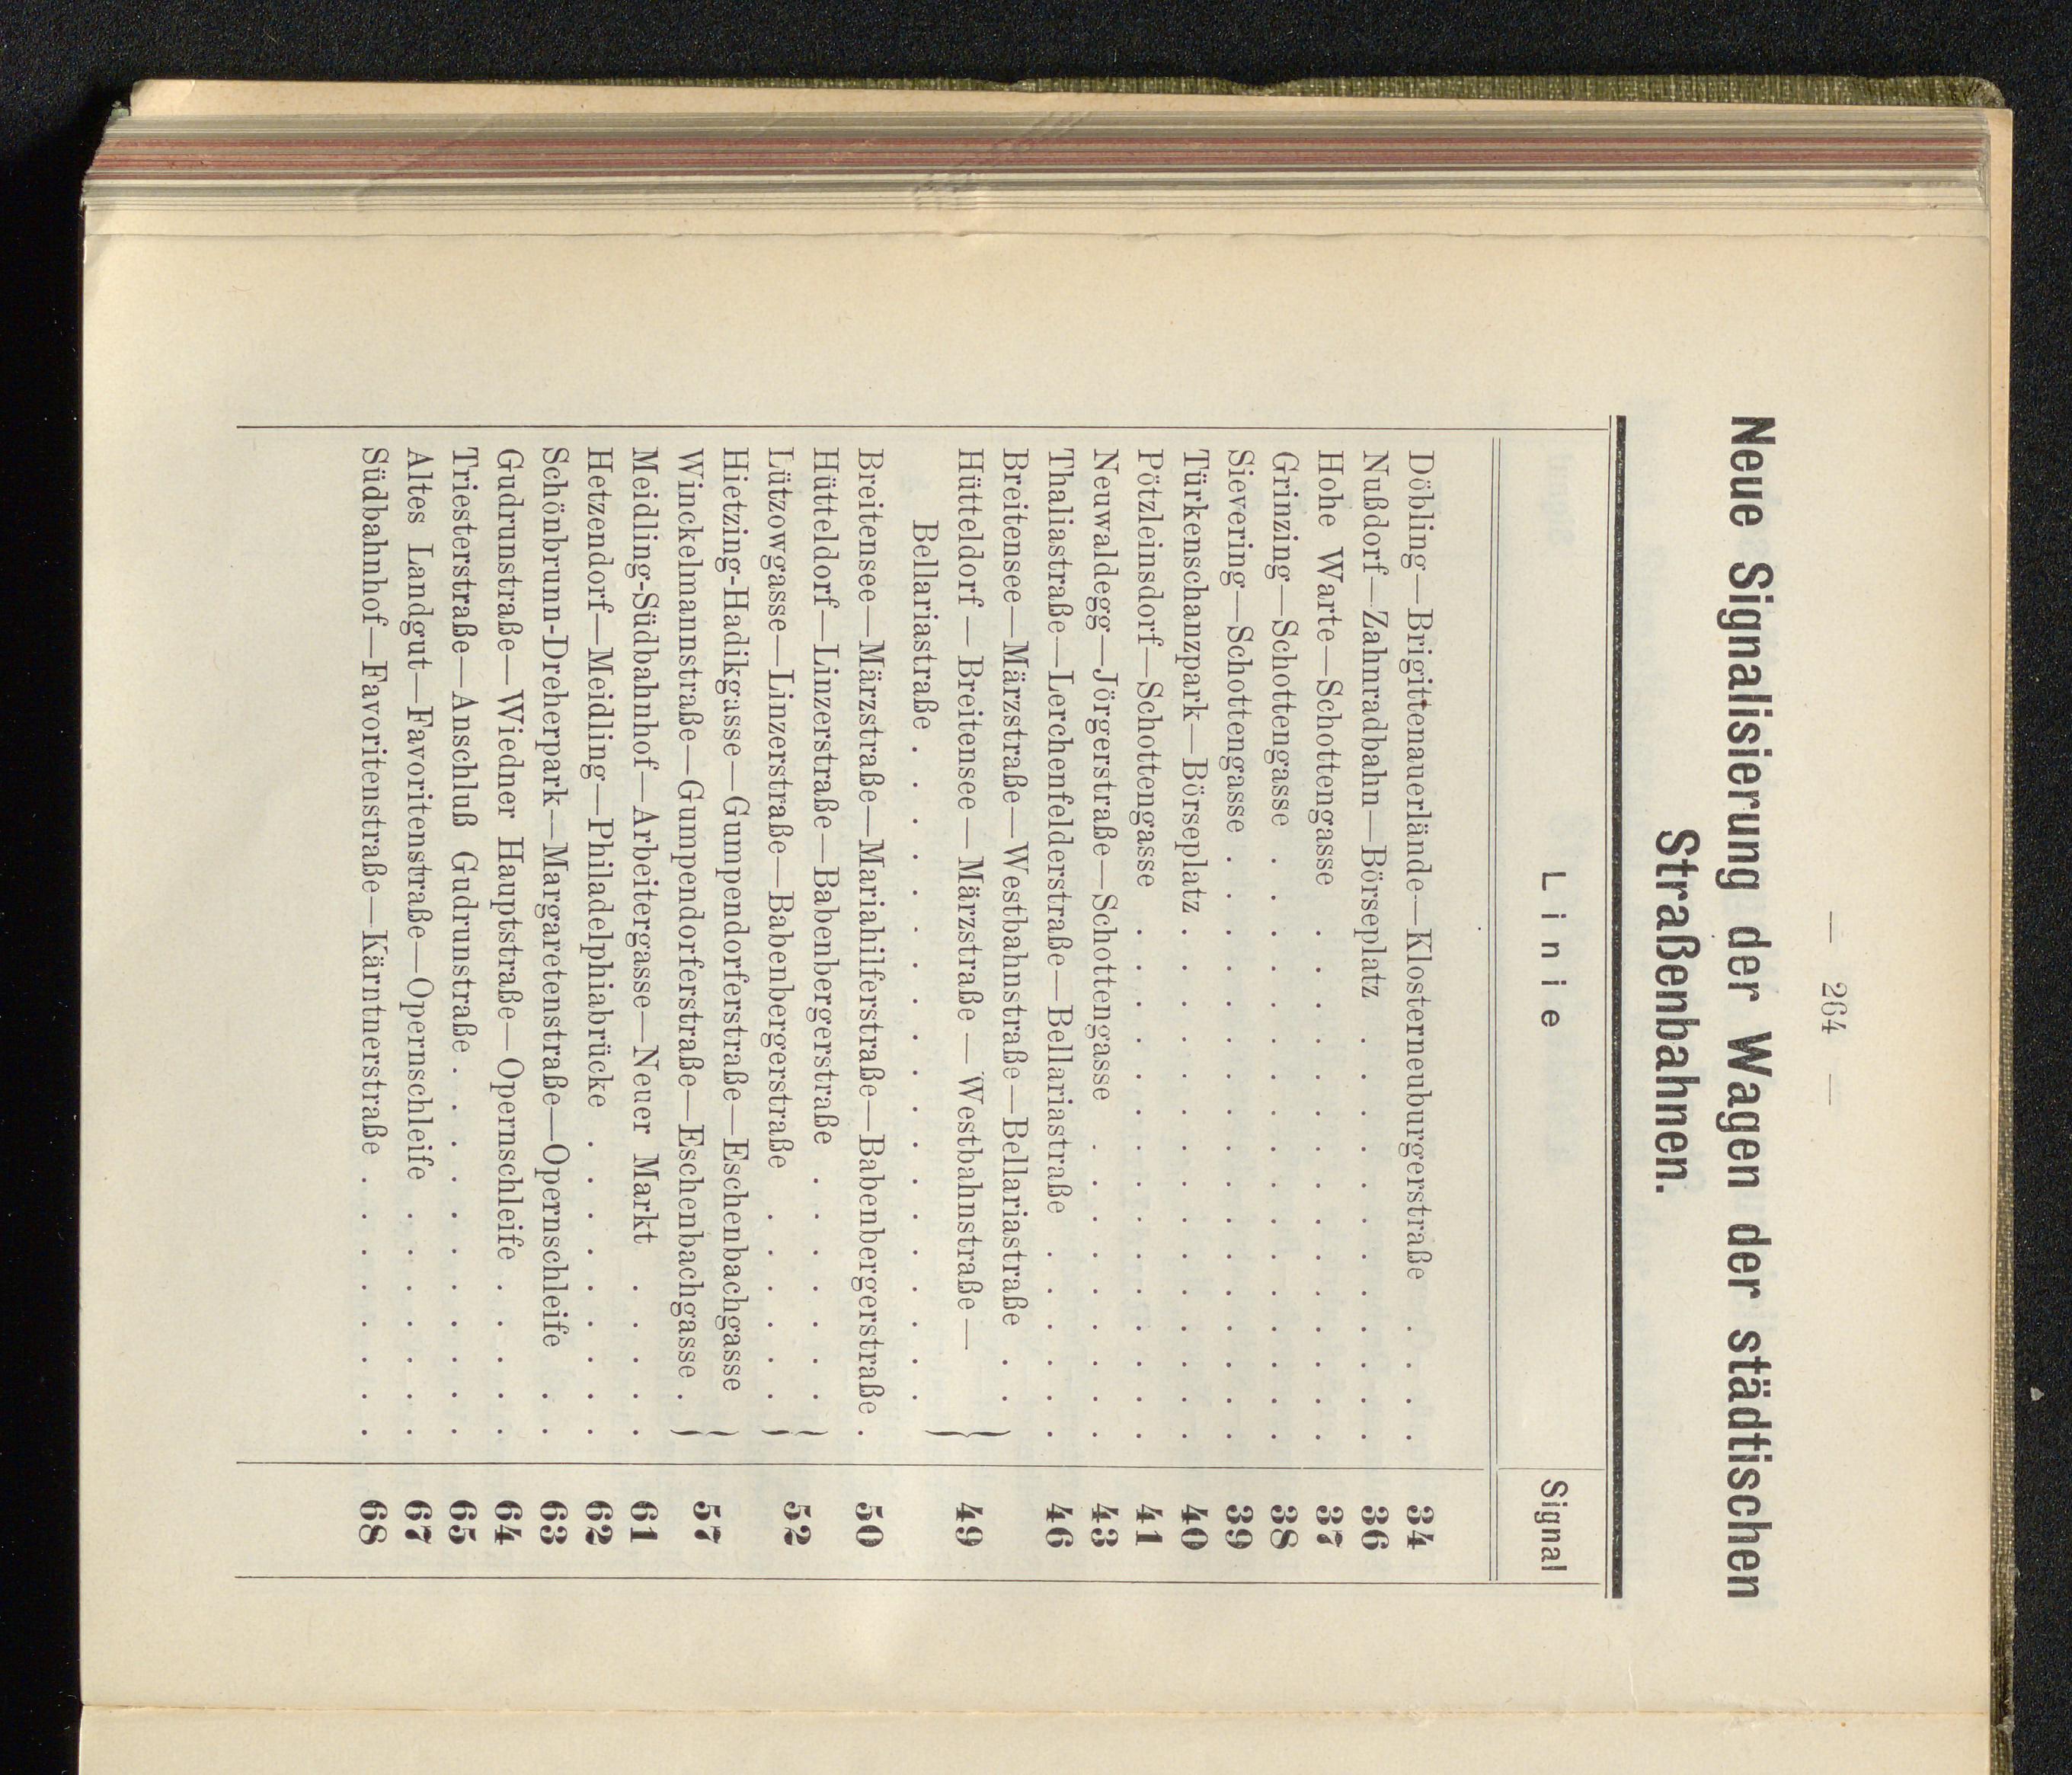 — 264 —
Neue Signalisierung der Wagen der städtischen
Straßenbahnen.
Linie Signal
Döbling—Brigittenauerlände—Klosterneuburgerstraße . . . . 34
Nußdorf—Zahnradbahn—Börseplatz . . . . . . . . . . . . 36
Hohe Warte—Schottengasse . . . . . . . . . . . . . . . 37
Grinzing—Schottengasse . . . . . . . . . . . . . . . . . 38
Sievering—Schottengasse . . . . . . . . . . . . . . . . . 39
Türkenschanzpark—Börseplatz . . . . . . . . . . . . . . . 40
Pötzleinsdorf—Schottengasse . . . . . . . . . . . . . . . 41
Neuwaldegg—Jörgerstraße—Schottengasse . . . . . . . . . 43
Thaliastraße—Lerchenfelderstraße—Bellariastraße . . . . . . 46
Breitensee—Märzstraße—Westbahnstraße—Bellariastraße . .
Hütteldorf — Breitensee — Märzstraße — Westbahnstraße — } 49
Bellariastraße . . . . . . . . . . . . . . . . . . .
Breitensee—Märzstraße—Mariahilferstraße—Babenbergerstraße . 50
Hütteldorf—Linzerstraße—Babenbergerstraße . . . . . . . } 52
Lützowgasse—Linzerstraße—Babenbergerstraße . . . . . .
Hietzing-Hadikgasse—Gumpendorferstraße—Eschenbachgasse } 57
Winckelmannstraße—Gumpendorferstraße—Eschenbachgasse .
Meidling-Südbahnhof—Arbeitergasse—Neuer Markt . . . . . 61
Hetzendorf—Meidling—Philadelphiabrücke . . . . . . . . . 62
Schönbrunn-Dreherpark—Margaretenstraße—Opernschleife . . 63
Gudrunstraße—Wiedner Hauptstraße—Opernschleife . . . . . 64
Triesterstraße—Anschluß Gudrunstraße . . . . . . . . . . . 65
Altes Landgut—Favoritenstraße—Opernschleife . . . . . . . 67
Südbahnhof—Favoritenstraße—Kärntnerstraße . . . . . . . . 68